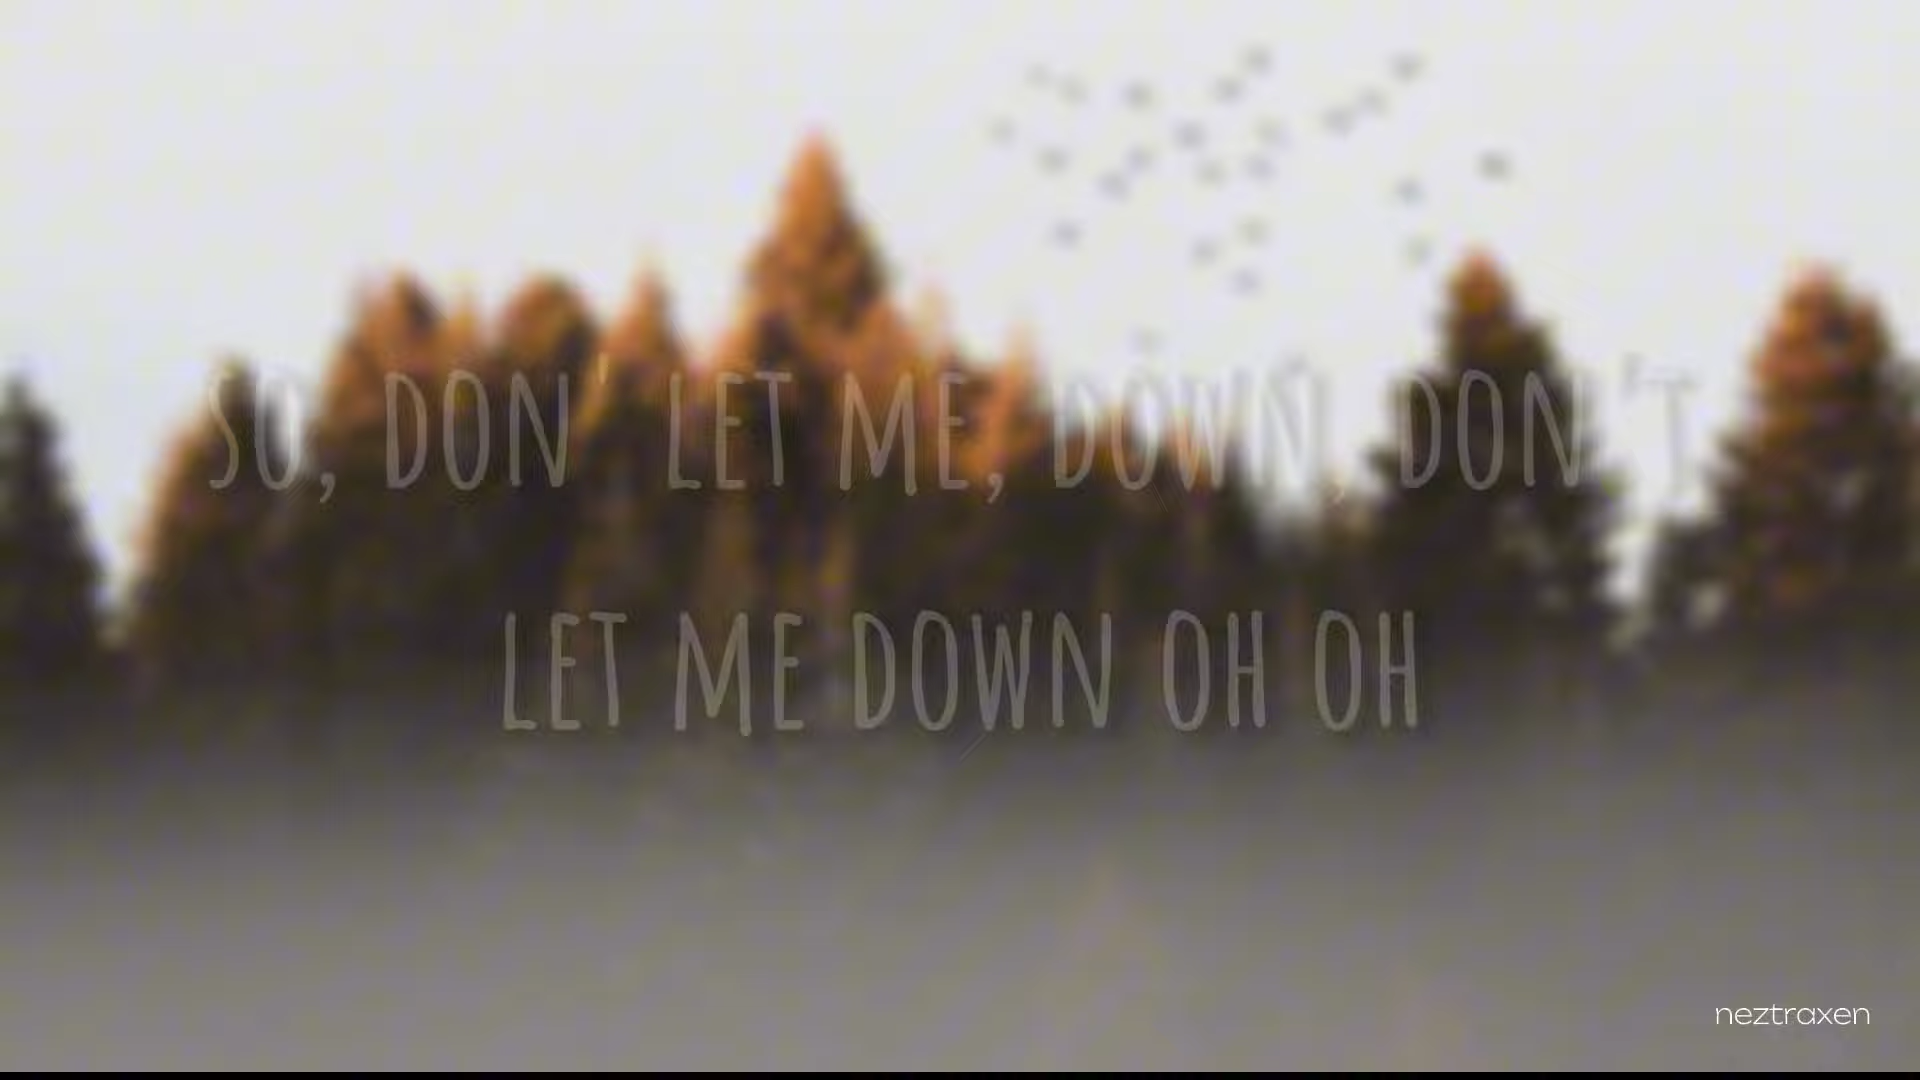 SO, DON' LET ME, DOWN, DON'T
LET ME DOWN OH OH
neztraxen